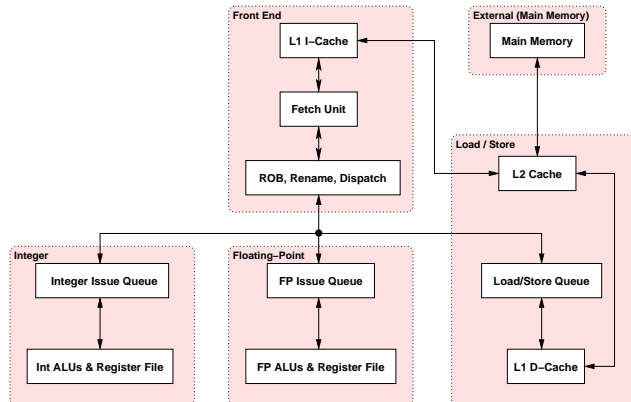 Front End
External (Main Memory)
L1 I−Cache
Main Memory
Fetch Unit
Load / Store
ROB, Rename, Dispatch
L2 Cache
Integer
Floating−Point
Integer Issue Queue
FP Issue Queue
Load/Store Queue
Int ALUs & Register File
FP ALUs & Register File
L1 D−Cache